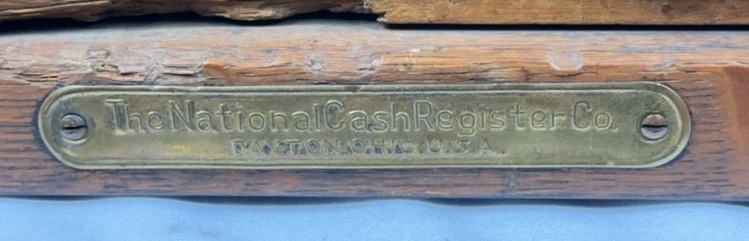 The National Cash Register Co.
DAYTON, OHIO, U.S.A.